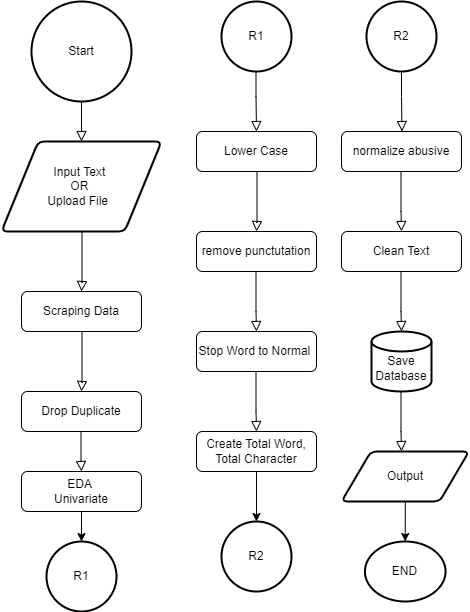 Start
Input Text
OR
Upload File
Scraping Data
Drop Duplicate
EDA
Univariate
R1
R1
Lower Case
remove punctutation
Stop Word to Normal
Create Total Word,
Total Character
R2
R2
normalize abusive
Clean Text
Save
Database
Output
END